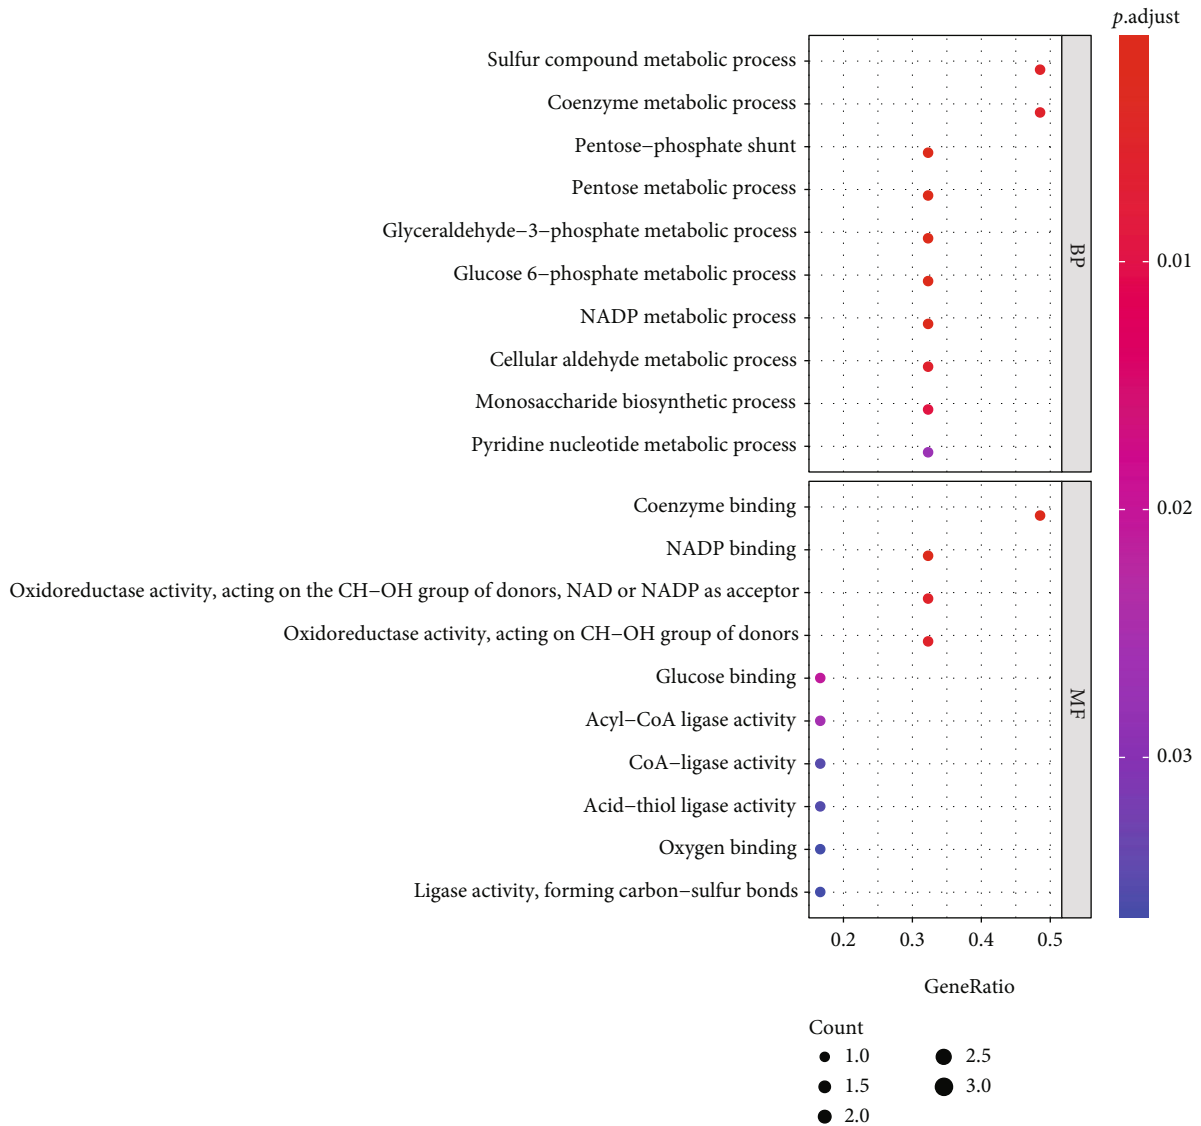 p.adjust
Sulfur compound metabolic process
Coenzyme metabolic process
Pentose−phosphate shunt
Pentose metabolic process
Glyceraldehyde−3−phosphate metabolic process
Glucose 6−phosphate metabolic process
NADP metabolic process
Cellular aldehyde metabolic process
Monosaccharide biosynthetic process
Pyridine nucleotide metabolic process
BP
Coenzyme binding
NADP binding
Oxidoreductase activity, acting on the CH−OH group of donors, NAD or NADP as acceptor
Oxidoreductase activity, acting on CH−OH group of donors
Glucose binding
Acyl−CoA ligase activity
CoA−ligase activity
Acid−thiol ligase activity
Oxygen binding
Ligase activity, forming carbon−sulfur bonds
MF
0.01
0.02
0.03
0.2 0.3 0.4 0.5
GeneRatio
Count
1.0 2.5
1.5 3.0
2.0